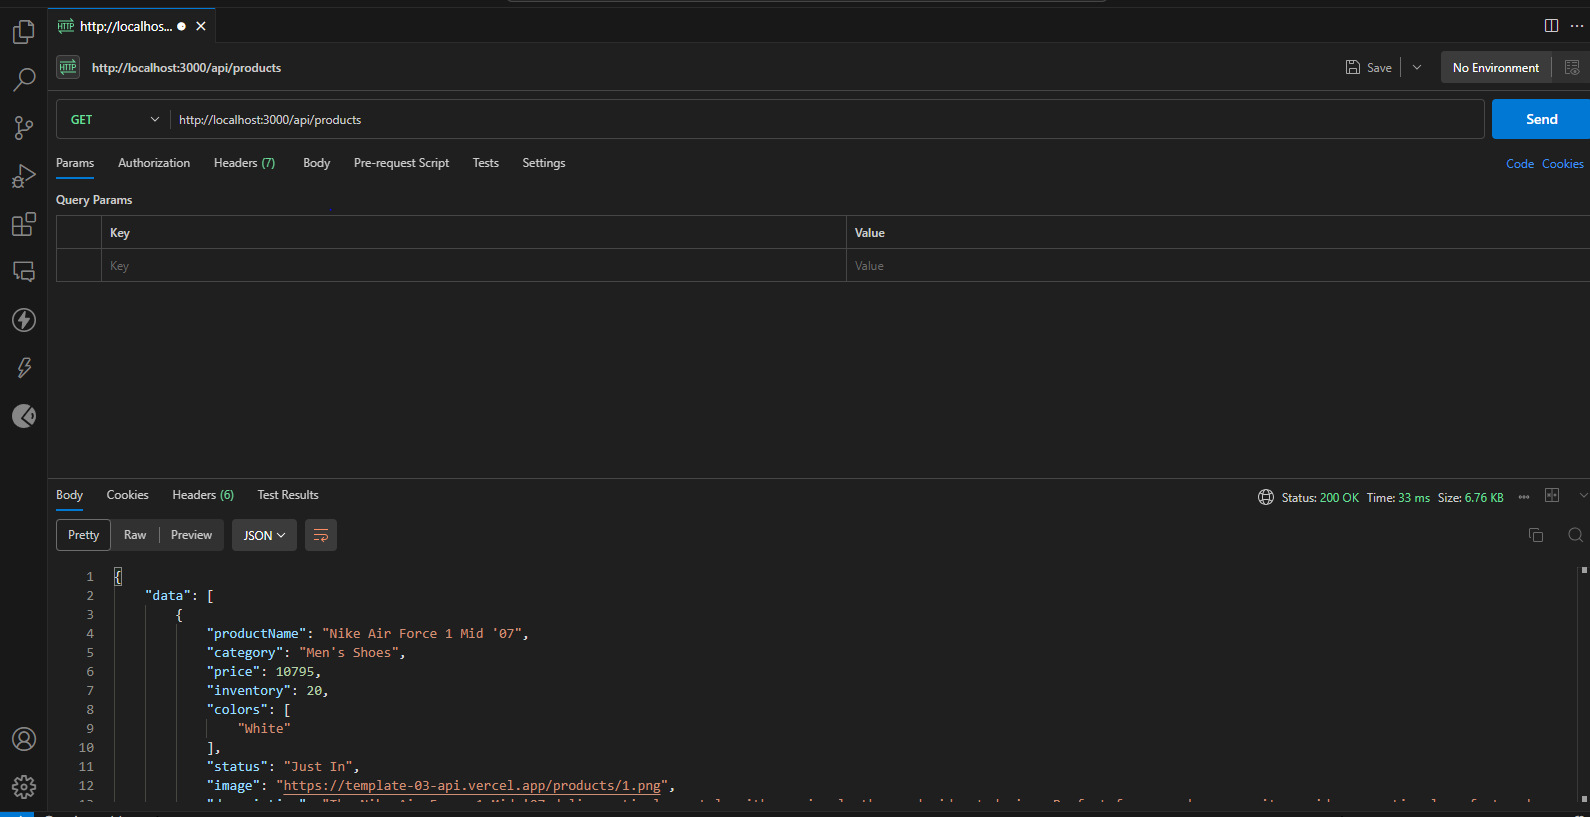 HTTP http://localhos...
HTTP http://localhost:3000/api/products Save No Environment
GET http://localhost:3000/api/products Send
Params Authorization Headers (7) Body Pre-request Script Tests Settings Code Cookies
Query Params
Key Value
Key Value
Body Cookies Headers (6) Test Results Status: 200 OK Time: 33 ms Size: 6.76 KB
Pretty Raw Preview JSON
1 {
2 "data": [
3 {
4 "productName": "Nike Air Force 1 Mid '07",
5 "category": "Men's Shoes",
6 "price": 10795,
7 "inventory": 20,
8 "colors": [
9 "White"
10 ],
11 "status": "Just In",
12 "image": "https://template-03-api.vercel.app/products/1.png",